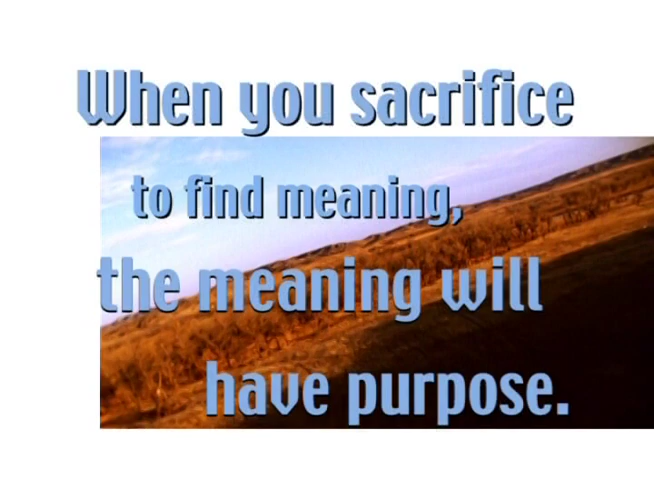 When you sacrifice
to find meaning,
the meaning will
have purpose.